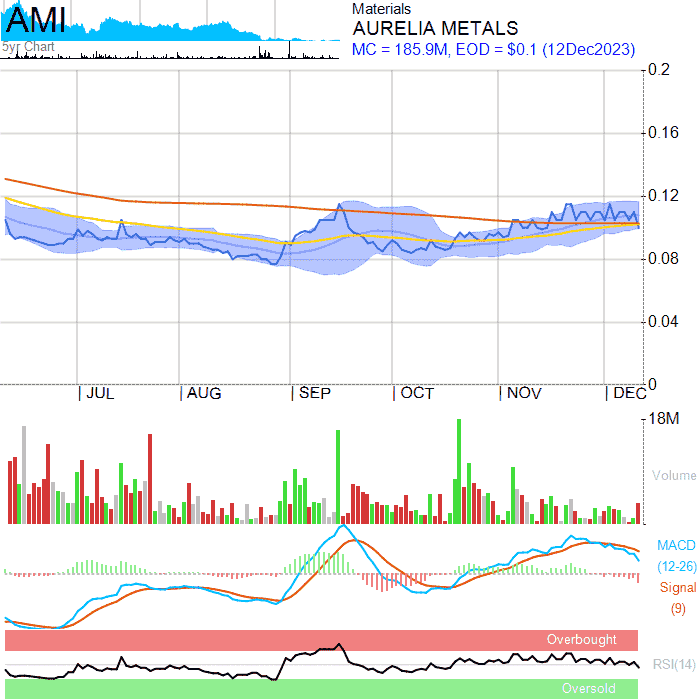 AMI
5yr Chart
Materials
AURELIA METALS
MC = 185.9M, EOD = $0.1 (12Dec2023)
0.2
0.16
0.12
0.08
0.04
0
| JUL | AUG | SEP | OCT | NOV | DEC
18M
Volume
MACD
(12-26)
Signal
(9)
Overbought
RSI(14)
Oversold